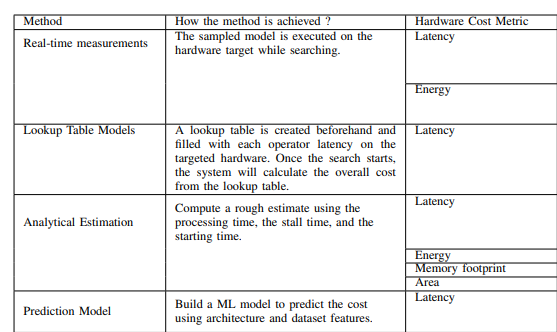 Method How the method is achieved ? Hardware Cost Metric
Real-time measurements
The sampled model is executed on the
hardware target while searching.
Latency
Energy
Lookup Table Models
A lookup table is created beforehand and
filled with each operator latency on the
targeted hardware. Once the search starts,
the system will calculate the overall cost
from the lookup table.
Latency
Analytical Estimation
Compute a rough estimate using the
processing time, the stall time, and the
starting time.
Latency
Energy
Memory footprint
Area
Prediction Model
Build a ML model to predict the cost
using architecture and dataset features.
Latency